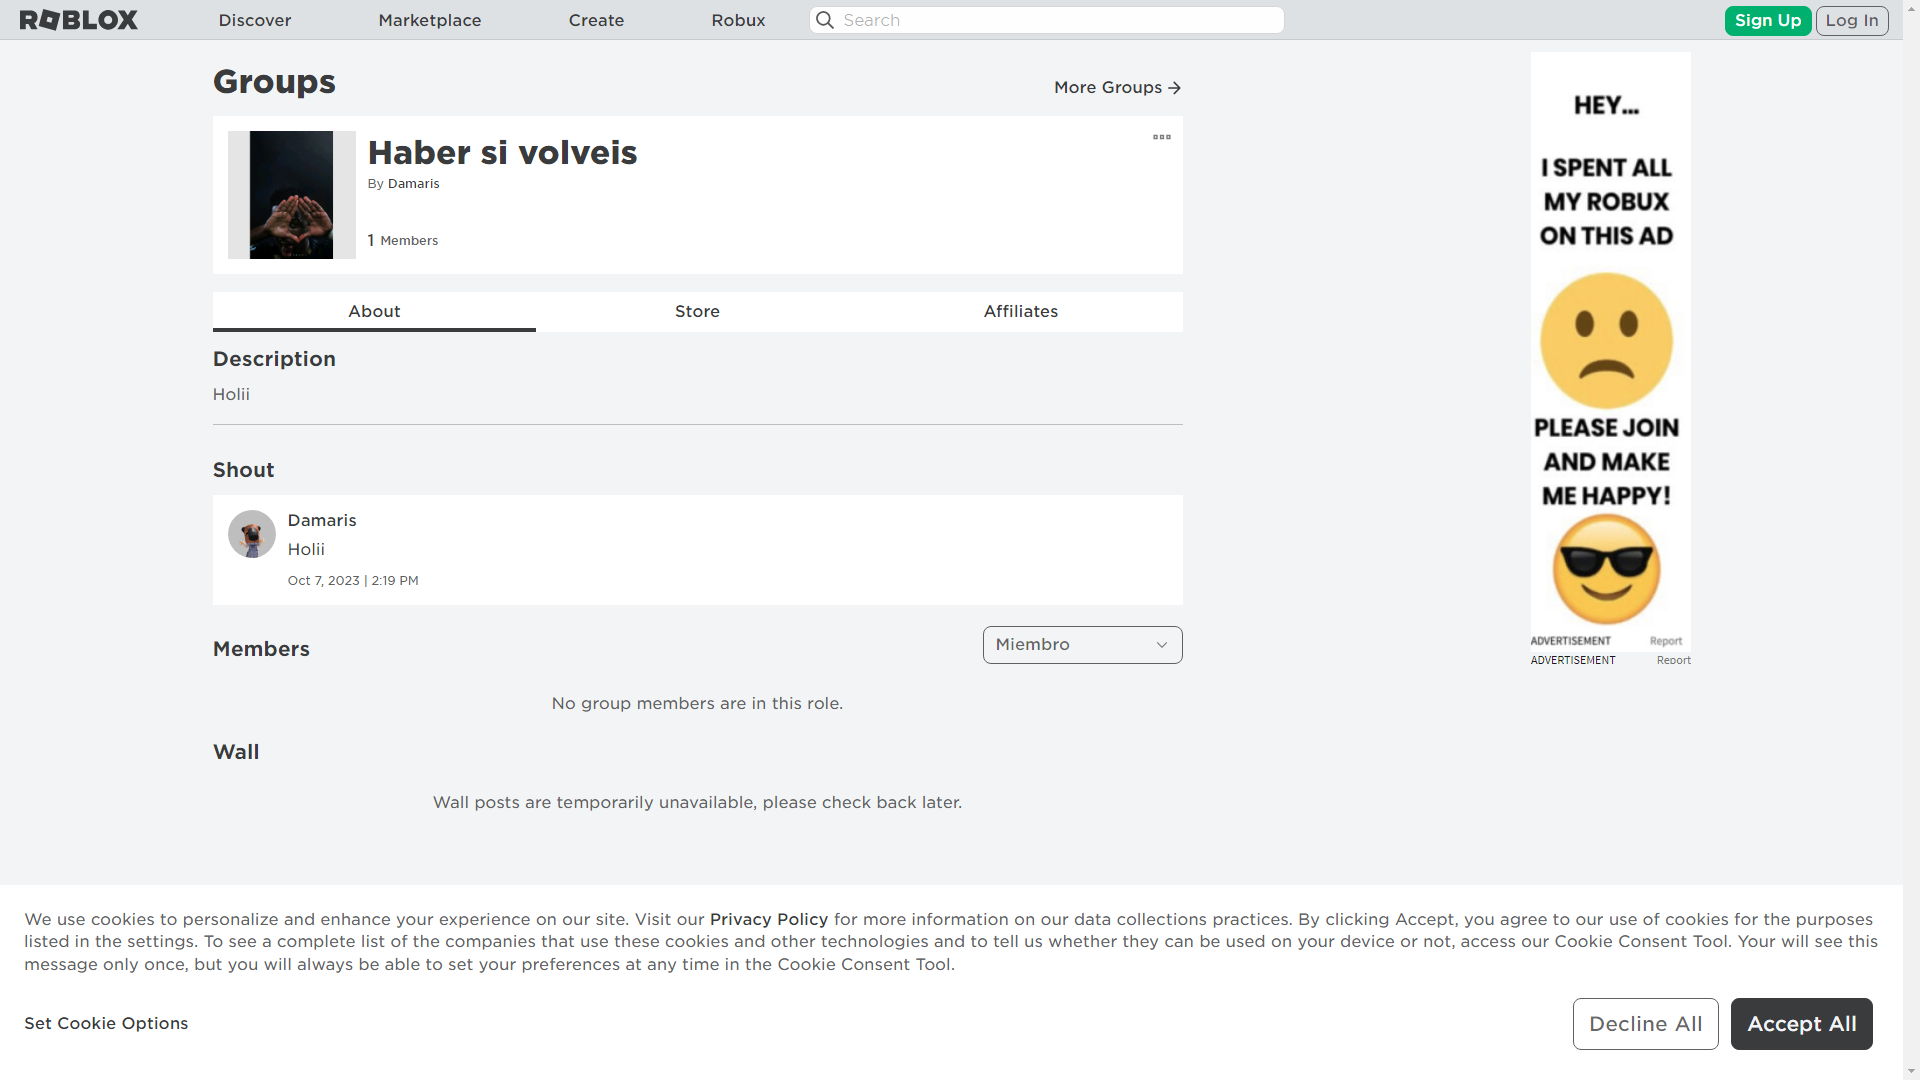 ROBLOX
Discover
Marketplace
Create
Robux
Search
Sign Up
Log In
Groups
More Groups
Haber si volveis
By Damaris
1 Members
About
Store
Affiliates
Description
Holii
Shout
Damaris
Holii
Oct 7, 2023 | 2:19 PM
Members
Miembro
No group members are in this role.
Wall
Wall posts are temporarily unavailable, please check back later.
HEY...
I SPENT ALL
MY ROBUX
ON THIS AD
PLEASE JOIN
AND MAKE
ME HAPPY!
ADVERTISEMENT Report
ADVERTISEMENT Report
We use cookies to personalize and enhance your experience on our site. Visit our Privacy Policy for more information on our data collections practices. By clicking Accept, you agree to our use of cookies for the purposes
listed in the settings. To see a complete list of the companies that use these cookies and other technologies and to tell us whether they can be used on your device or not, access our Cookie Consent Tool. Your will see this
message only once, but you will always be able to set your preferences at any time in the Cookie Consent Tool.
Set Cookie Options
Decline All
Accept All